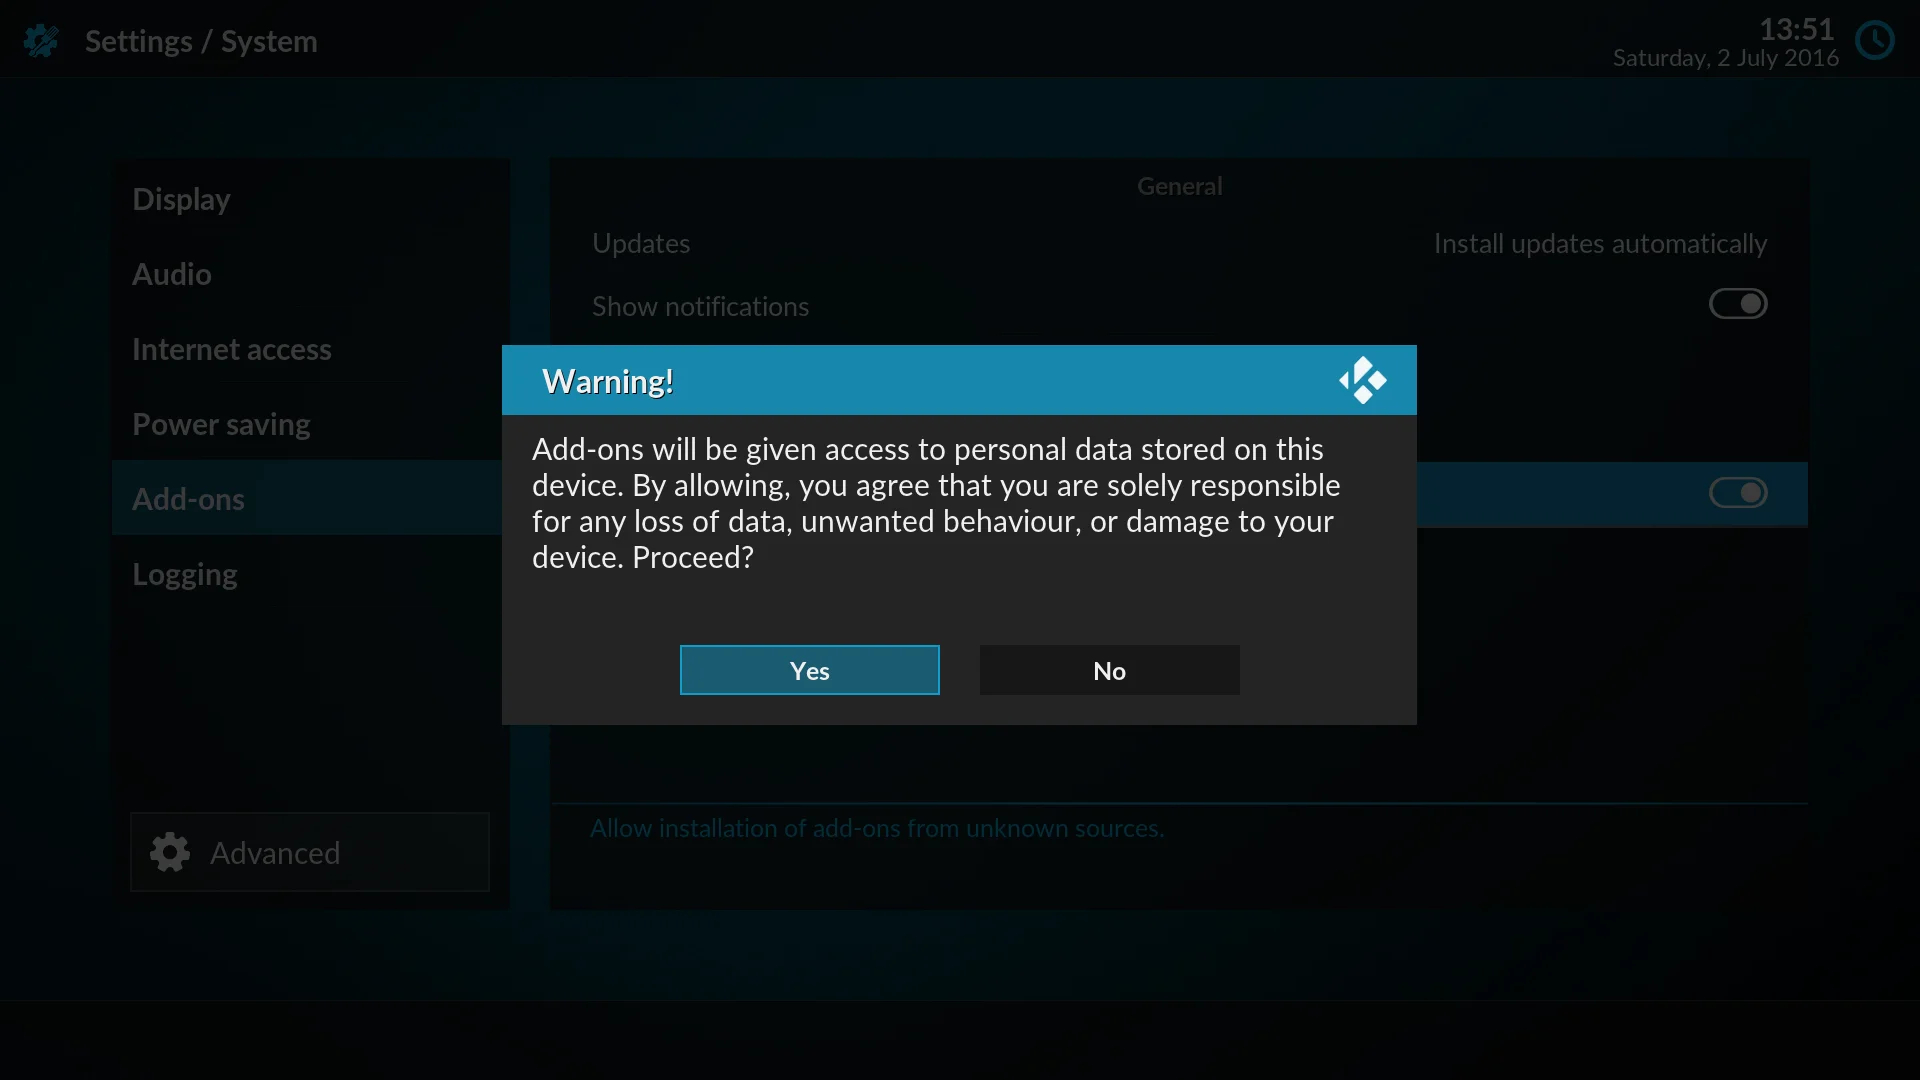 Settings / System
13:51
Saturday, 2 July 2016
Display
Audio
Internet access
Power saving
Add-ons
Logging
Advanced
General
Updates
Install updates automatically
Show notifications
Warning!
Add-ons will be given access to personal data stored on this
device. By allowing, you agree that you are solely responsible
for any loss of data, unwanted behaviour, or damage to your
device. Proceed?
Yes
No
Allow installation of add-ons from unknown sources.